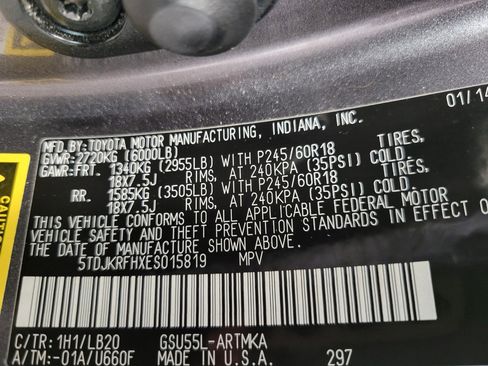 01/14
MFD. BY: TOYOTA MOTOR MANUFACTURING, INDIANA, INC.
GVWR: 2720KG (6000LB)
GAWR: FRT. 1340KG (2955LB) WITH P245/60R18 TIRES,
18X7.5J RIMS, AT 240KPA (35PSI) COLD.
RR. 1585KG (3505LB) WITH P245/60R18 TIRES,
18X7.5J RIMS, AT 240KPA (35PSI) COLD.
THIS VEHICLE CONFORMS TO ALL APPLICABLE FEDERAL MOTOR
VEHICLE SAFETY AND THEFT PREVENTION STANDARDS IN EFFECT O
THE DATE OF MANUFACTURE SHOWN ABOVE.
5TDJKRFHXES015819 MPV
C/TR: 1H1/LB20 GSU55L-ARTMKA
A/TM: -01A/U660F MADE IN U.S.A. 297
CAUTI